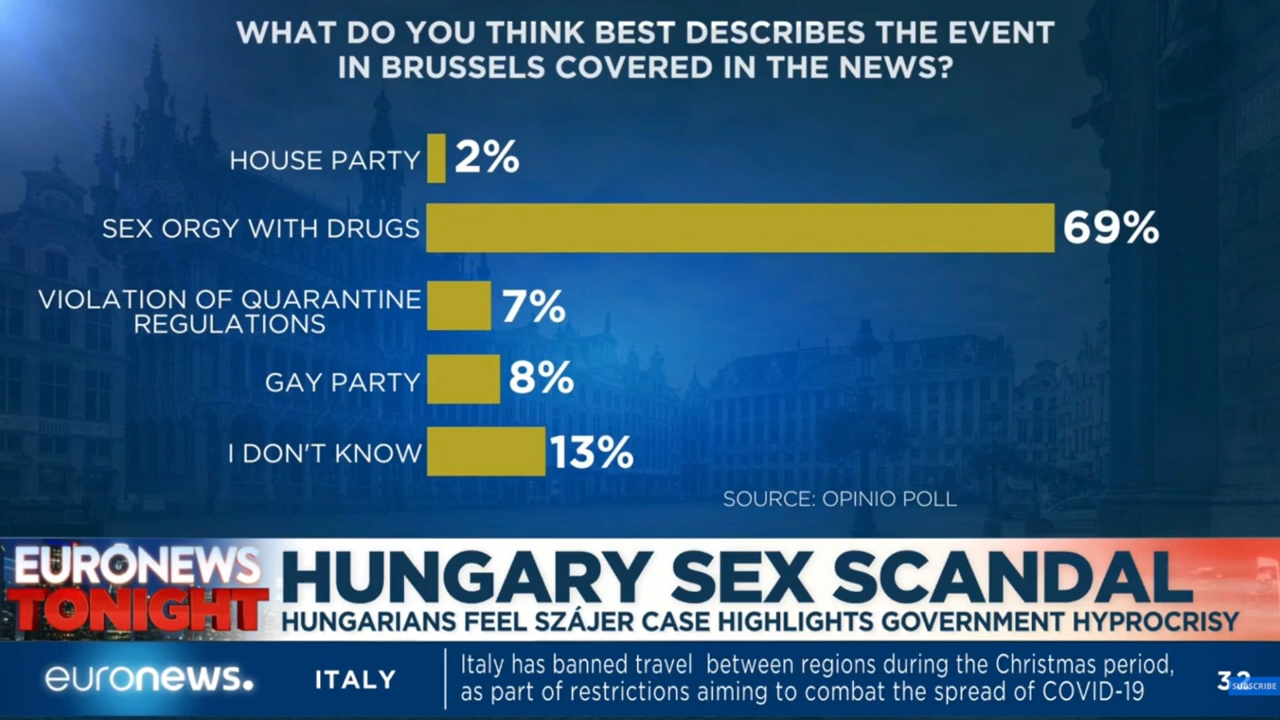 WHAT DO YOU THINK BEST DESCRIBES THE EVENT
IN BRUSSELS COVERED IN THE NEWS?
HOUSE PARTY 2%
SEX ORGY WITH DRUGS 69%
VIOLATION OF QUARANTINE
REGULATIONS 7%
GAY PARTY 8%
I DON'T KNOW 13%
SOURCE: OPINIO POLL
EURONEWS
TONIGHT
HUNGARY SEX SCANDAL
HUNGARIANS FEEL SZÁJER CASE HIGHLIGHTS GOVERNMENT HYPROCRISY
euronews.
ITALY
Italy has banned travel between regions during the Christmas period,
as part of restrictions aiming to combat the spread of COVID-19
SUBSCRIBE